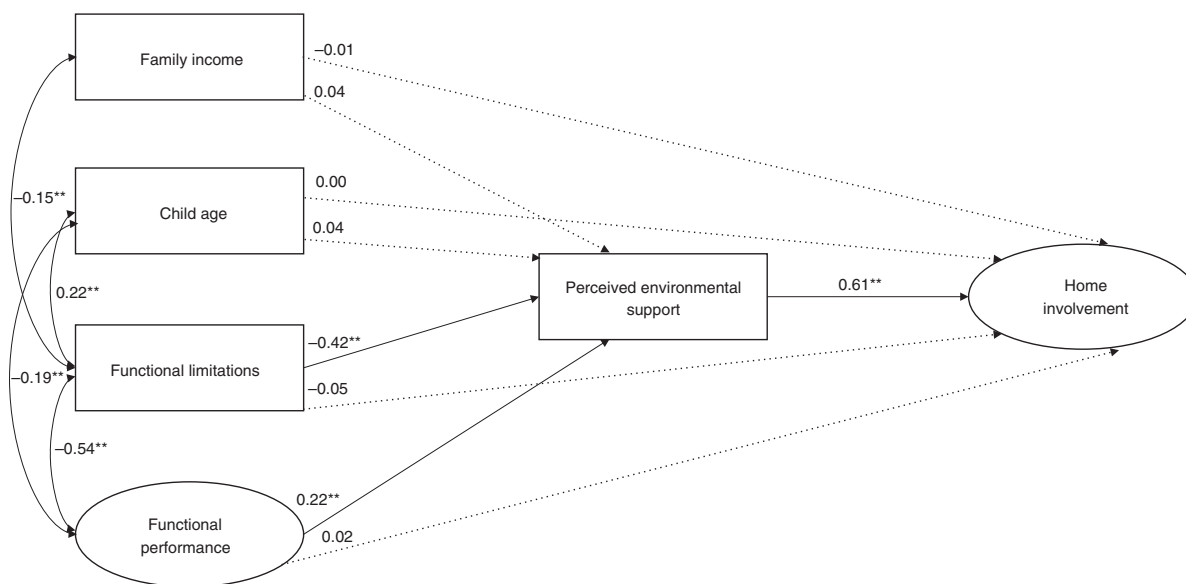 Family income
–0.01
0.04
Child age
0.00
0.04
–0.15**
0.22**
Perceived environmental
support
0.61**
Home
involvement
Functional limitations
–0.42**
–0.05
–0.19**
–0.54**
Functional
performance
0.22**
0.02